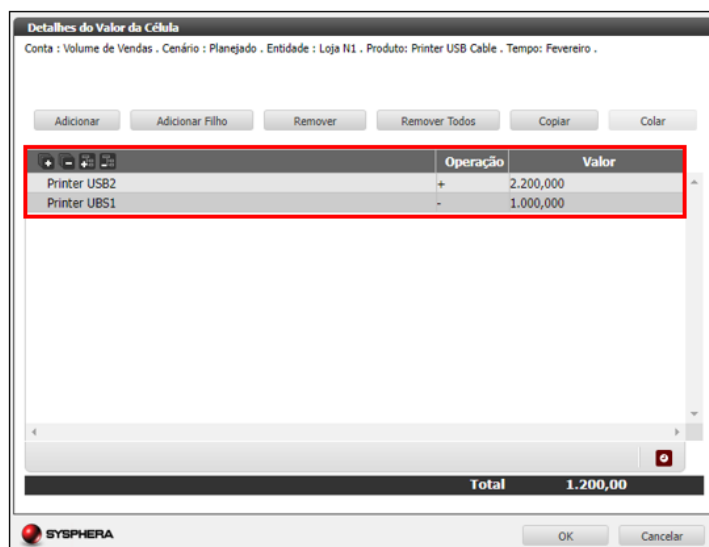 Detalhes do Valor da Célula
Conta : Volume de Vendas . Cenário : Planejado . Entidade : Loja N1 . Produto: Printer USB Cable . Tempo: Fevereiro .
Adicionar Adicionar Filho Remover Remover Todos Copiar Colar
Operação Valor
Printer USB2 + 2.200,000
Printer UBS1 - 1.000,000
Total 1.200,00
SYSPHERA OK Cancelar